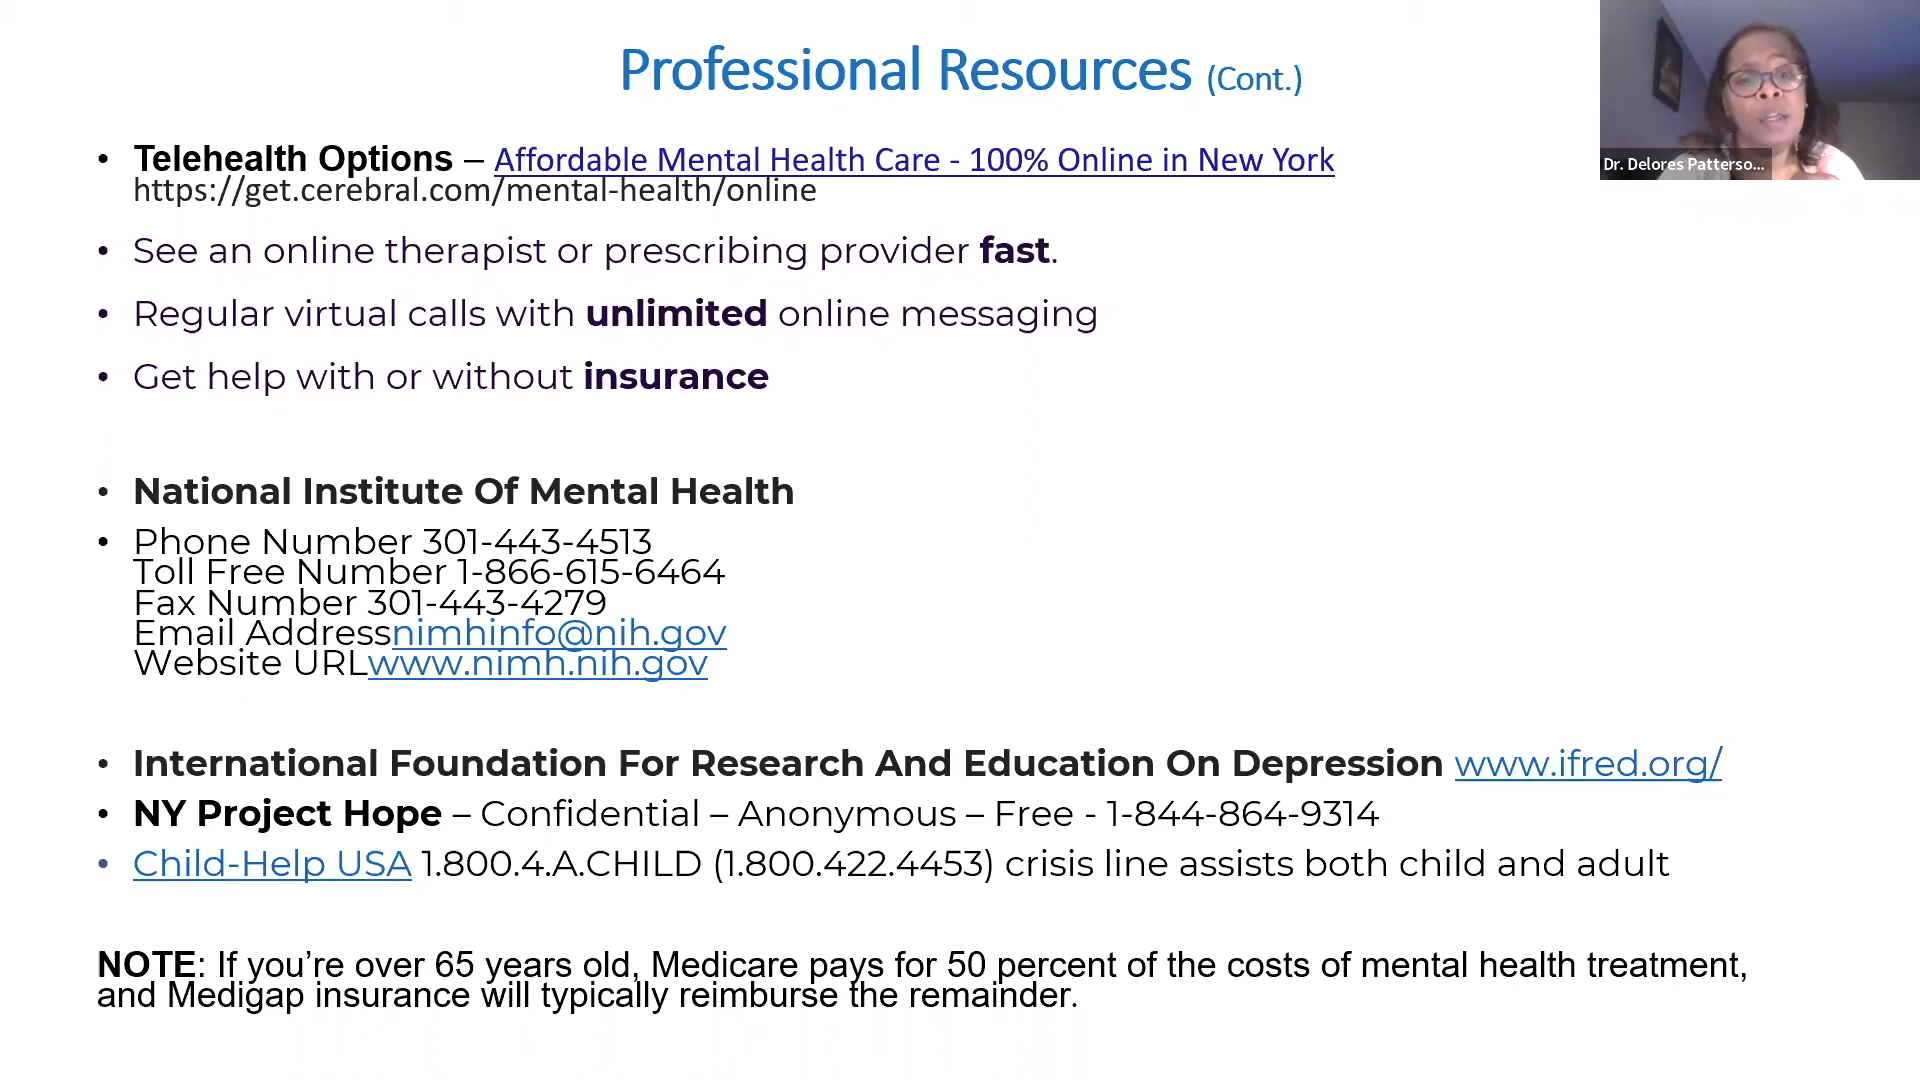 Professional Resources (Cont.)
Dr. Delores Patterso...
• Telehealth Options – Affordable Mental Health Care - 100% Online in New York
https://get.cerebral.com/mental-health/online
• See an online therapist or prescribing provider fast.
• Regular virtual calls with unlimited online messaging
• Get help with or without insurance
• National Institute Of Mental Health
• Phone Number 301-443-4513
Toll Free Number 1-866-615-6464
Fax Number 301-443-4279
Email Addressnimhinfo@nih.gov
Website URLwww.nimh.nih.gov
• International Foundation For Research And Education On Depression www.ifred.org/
• NY Project Hope – Confidential – Anonymous – Free - 1-844-864-9314
• Child-Help USA 1.800.4.A.CHILD (1.800.422.4453) crisis line assists both child and adult
NOTE: If you’re over 65 years old, Medicare pays for 50 percent of the costs of mental health treatment,
and Medigap insurance will typically reimburse the remainder.